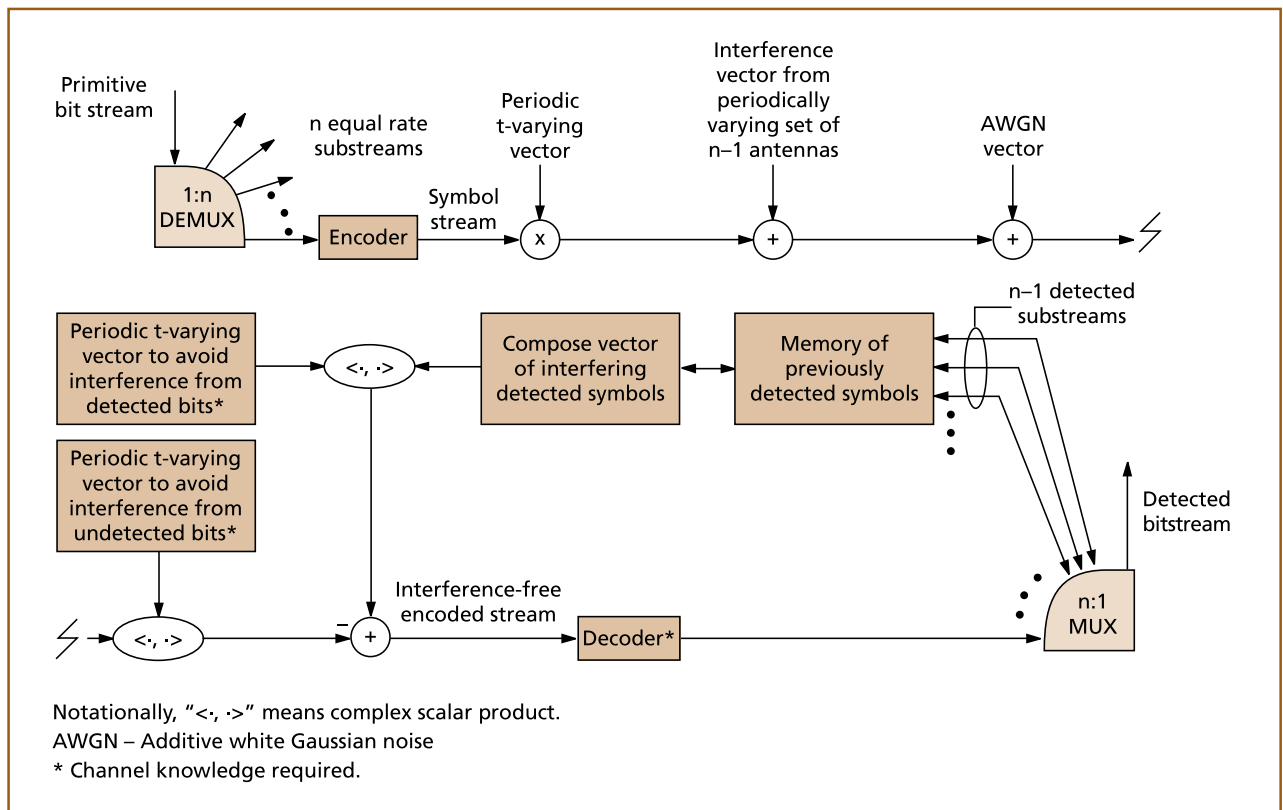 Primitive
bit stream
n equal rate
substreams
Periodic
t-varying
vector
Interference
vector from
periodically
varying set of
n–1 antennas
AWGN
vector
1:n
DEMUX
Encoder
Symbol
stream
x
+
+
n–1 detected
substreams
Periodic t-varying
vector to avoid
interference from
detected bits*
<·, ·>
Compose vector
of interfering
detected symbols
Memory of
previously
detected symbols
Periodic t-varying
vector to avoid
interference from
undetected bits*
Detected
bitstream
<·, ·>
–
+
Interference-free
encoded stream
Decoder*
n:1
MUX
Notationally, “<·, ·>” means complex scalar product.
AWGN – Additive white Gaussian noise
* Channel knowledge required.